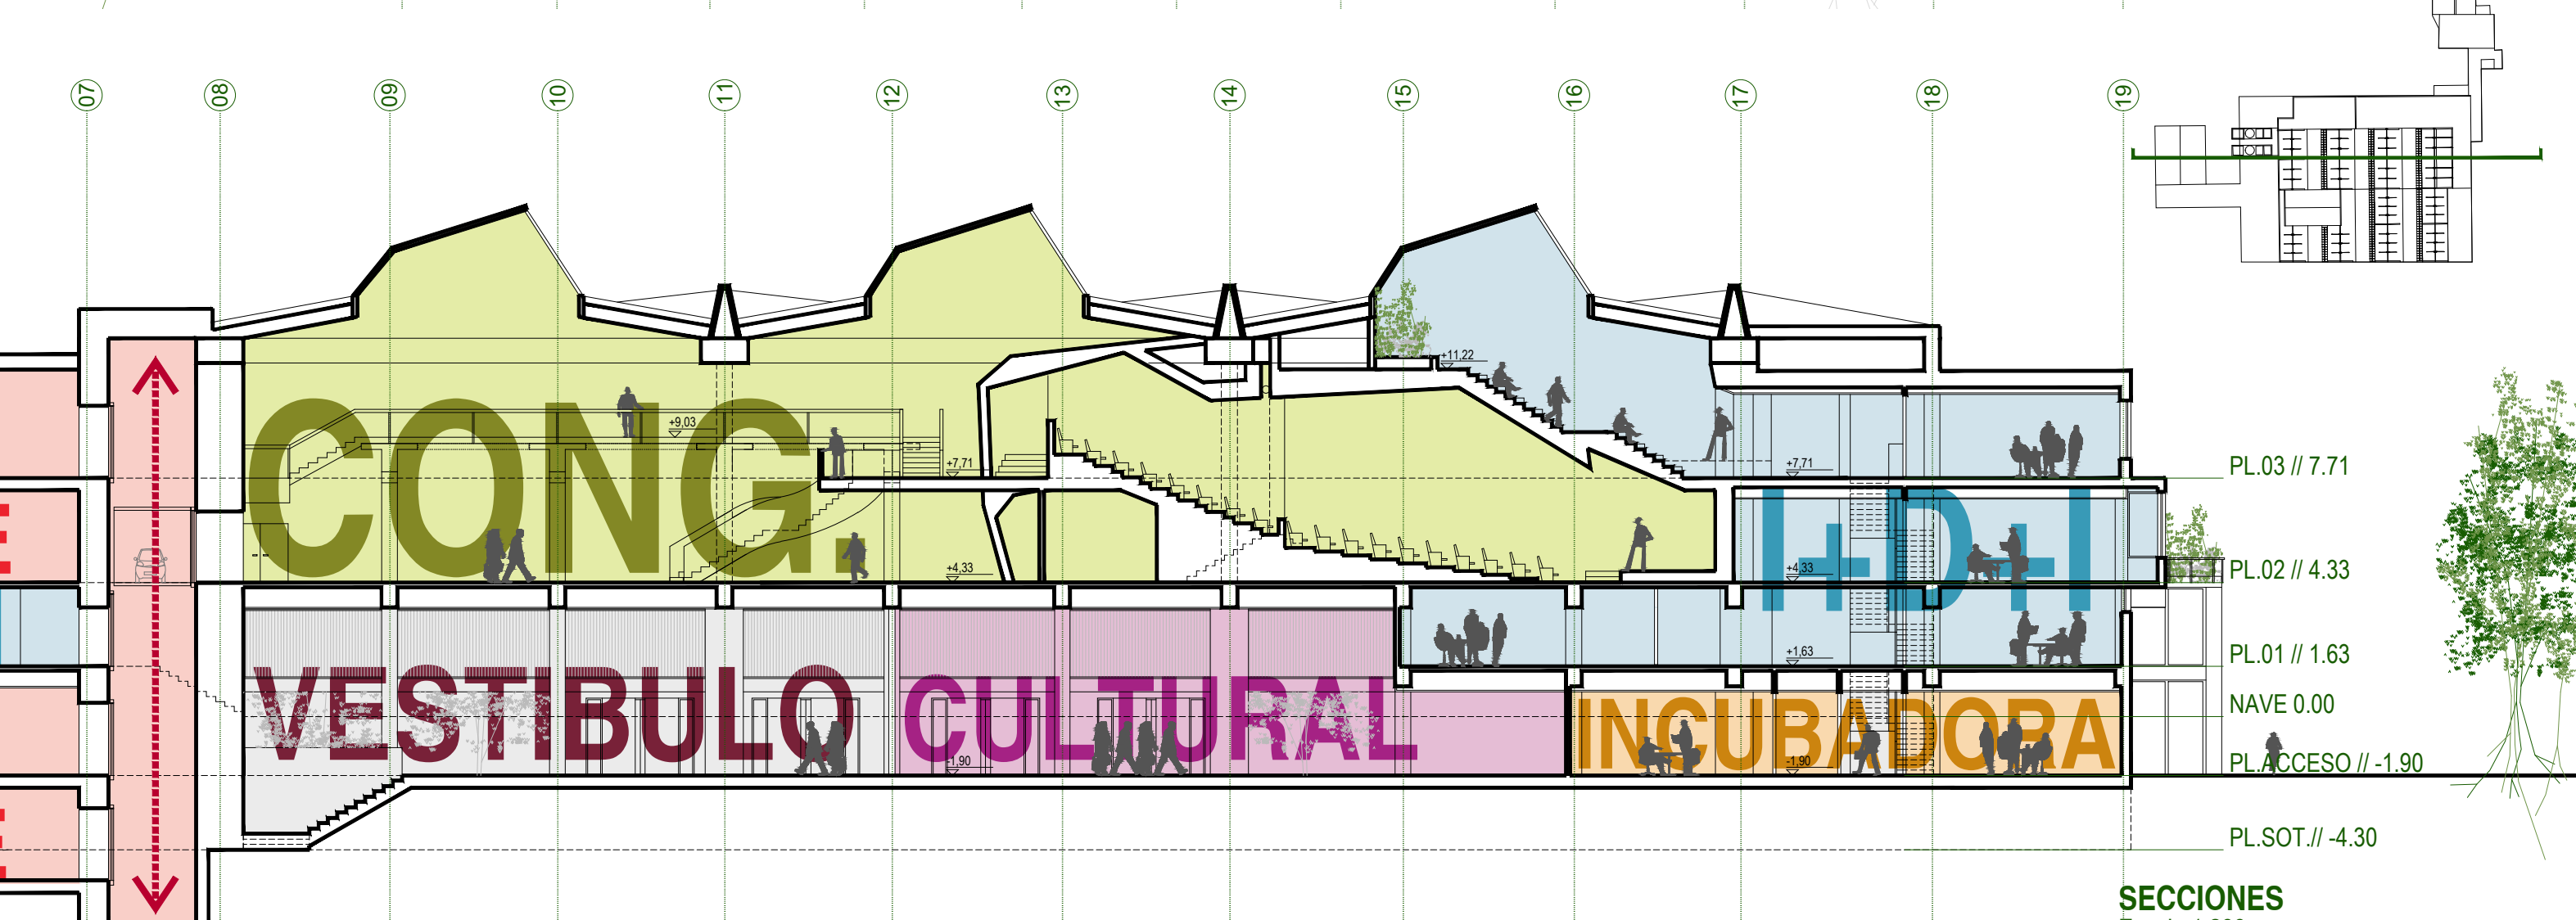 07 08 09 10 11 12 13 14 15 16 17 18 19
+11,22
+9,03
+7,71
+7,71
PL.03 // 7.71
CONG.
I+D+I
+4,33
+4,33
PL.02 // 4.33
+1,63
PL.01 // 1.63
NAVE 0.00
VESTIBULO CULTURAL INCUBADORA
-1,90
-1,90
PL.ACCESO // -1.90
PL.SOT.// -4.30
SECCIONES